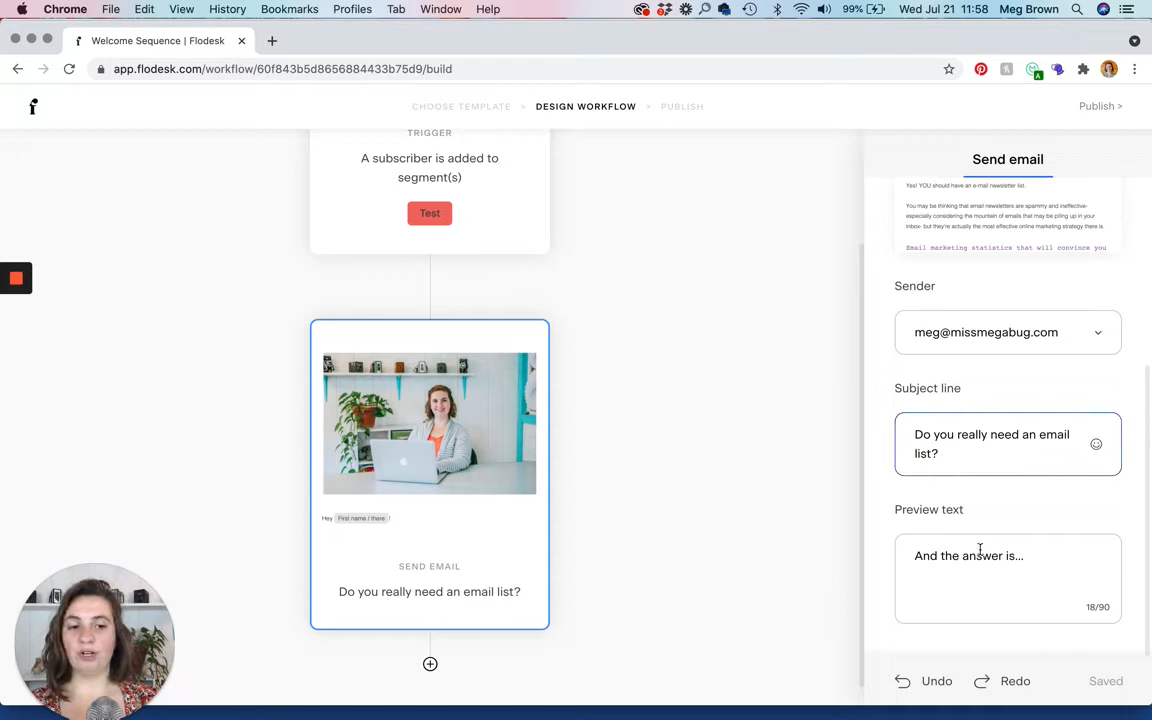 Chrome File Edit View History Bookmarks Profiles Tab Window Help 99% Wed Jul 21 11:58 Meg Brown
Welcome Sequence | Flodesk
app.flodesk.com/workflow/60f843b5d8656884433b75d9/build
CHOOSE TEMPLATE > DESIGN WORKFLOW > PUBLISH
Publish >
TRIGGER
A subscriber is added to
segment(s)
Test
Hey First name / there !
SEND EMAIL
Do you really need an email list?
Send email
Yes! YOU should have an e-mail newsletter list.
You may be thinking that email newsletters are spammy and ineffective-
especially considering the mountain of emails that may be piling up in your
inbox- but they're actually the most effective online marketing strategy there is.
Email marketing statistics that will convince you
Sender
meg@missmegabug.com
Subject line
Do you really need an email
list?
Preview text
And the answer is...
18/90
Undo Redo Saved